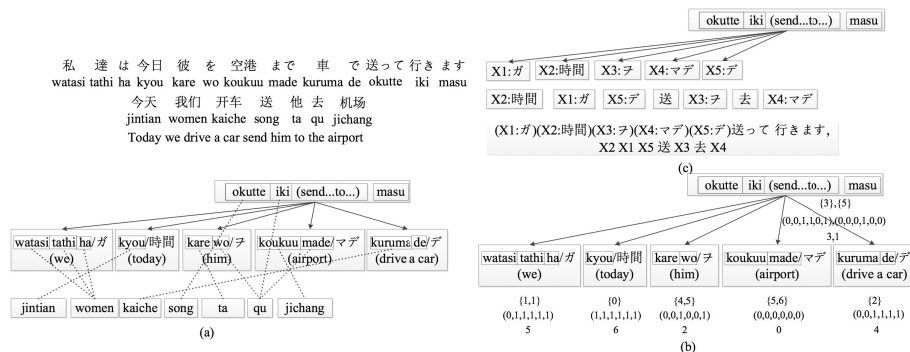 私 達 は 今日 彼 を 空港 まで 車 で 送って 行き ます
watasi tathi ha kyou kare wo koukuu made kuruma de okutte iki masu
今天 我们 开车 送 他 去 机场
jintian women kaiche song ta qu jichang
Today we drive a car send him to the airport
okutte iki (send...to...) masu
watasi tathi ha/ガ kyou/時間 kare wo/ヲ koukuu made/マデ kuruma de/デ
(we) (today) (him) (airport) (drive a car)
jintian women kaiche song ta qu jichang
(a)
okutte iki (send...to...) masu
X1:ガ X2:時間 X3:ヲ X4:マデ X5:デ
X2:時間 X1:ガ X5:デ 送 X3:ヲ 去 X4:マデ
(X1:ガ)(X2:時間)(X3:ヲ)(X4:マデ)(X5:デ)送って 行きます,
X2 X1 X5 送 X3 去 X4
(c)
okutte iki (send...to...) masu
{3},{5}
(0,0,1,1,0,1),(0,0,0,1,0,0)
3,1
watasi tathi ha/ガ kyou/時間 kare wo/ヲ koukuu made/マデ kuruma de/デ
(we) (today) (him) (airport) (drive a car)
{1,1} {0} {4,5} {5,6} {2}
(0,1,1,1,1,1) (1,1,1,1,1,1) (0,0,1,0,0,1) (0,0,0,0,0,0) (0,0,1,1,1,1)
5 6 2 0 4
(b)